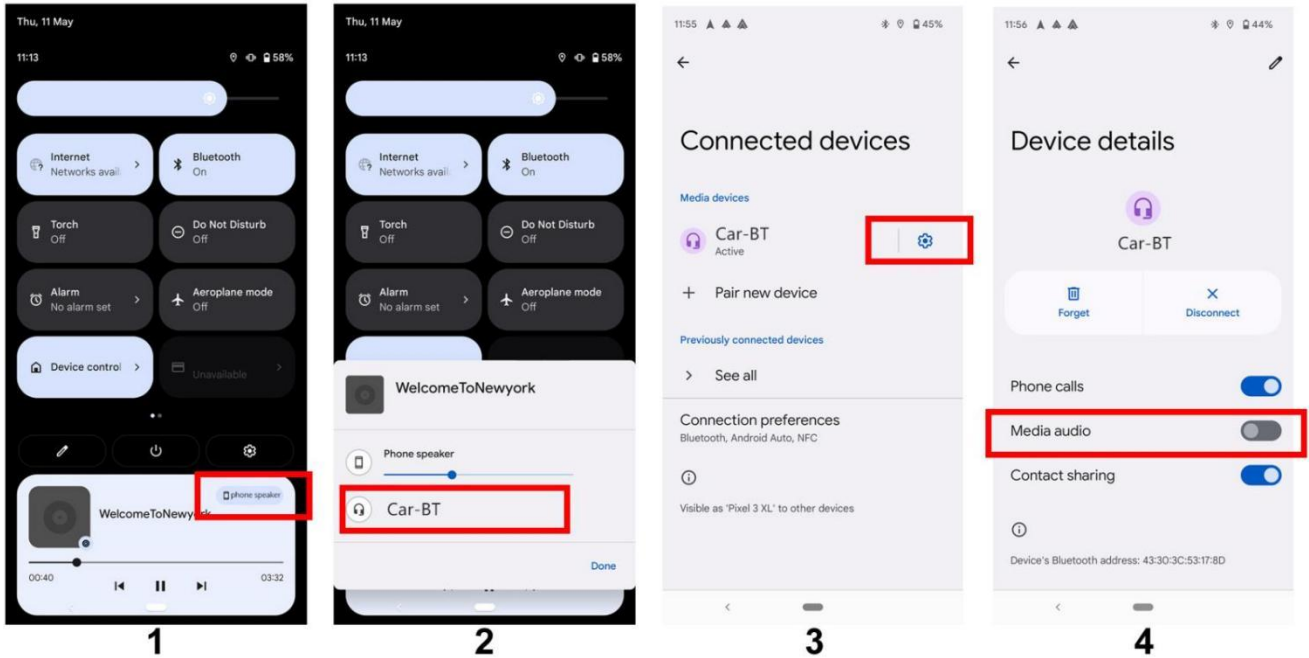 Thu, 11 May
11:13
58%
Internet
Networks avail
Bluetooth
On
Torch
Off
Do Not Disturb
Off
Alarm
No alarm set
Aeroplane mode
Off
Device control
Unavailable
phone speaker
WelcomeToNewyork
00:40
03:32
1
Thu, 11 May
11:13
58%
Internet
Networks avail
Bluetooth
On
Torch
Off
Do Not Disturb
Off
Alarm
No alarm set
Aeroplane mode
Off
WelcomeToNewyork
Phone speaker
Car-BT
Done
2
11:55
45%
Connected devices
Media devices
Car-BT
Active
Pair new device
Previously connected devices
See all
Connection preferences
Bluetooth, Android Auto, NFC
Visible as 'Pixel 3 XL' to other devices
3
11:56
44%
Device details
Car-BT
Forget
Disconnect
Phone calls
Media audio
Contact sharing
Device's Bluetooth address: 43:30:3C:53:17:8D
4